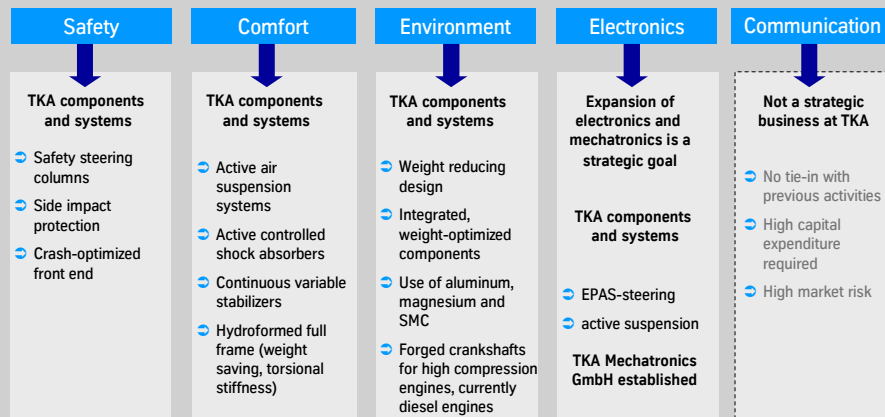 Safety
TKA components
and systems
Safety steering
columns
Side impact
protection
Crash-optimized
front end
Comfort
TKA components
and systems
Active air
suspension
systems
Active controlled
shock absorbers
Continuous variable
stabilizers
Hydroformed full
frame (weight
saving, torsional
stiffness)
Environment
TKA components
and systems
Weight reducing
design
Integrated,
weight-optimized
components
Use of aluminum,
magnesium and
SMC
Forged crankshafts
for high compression
engines, currently
diesel engines
Electronics
Expansion of
electronics and
mechatronics is a
strategic goal
TKA components
and systems
EPAS-steering
active suspension
TKA Mechatronics
GmbH established
Communication
Not a strategic
business at TKA
No tie-in with
previous activities
High capital
expenditure
required
High market risk